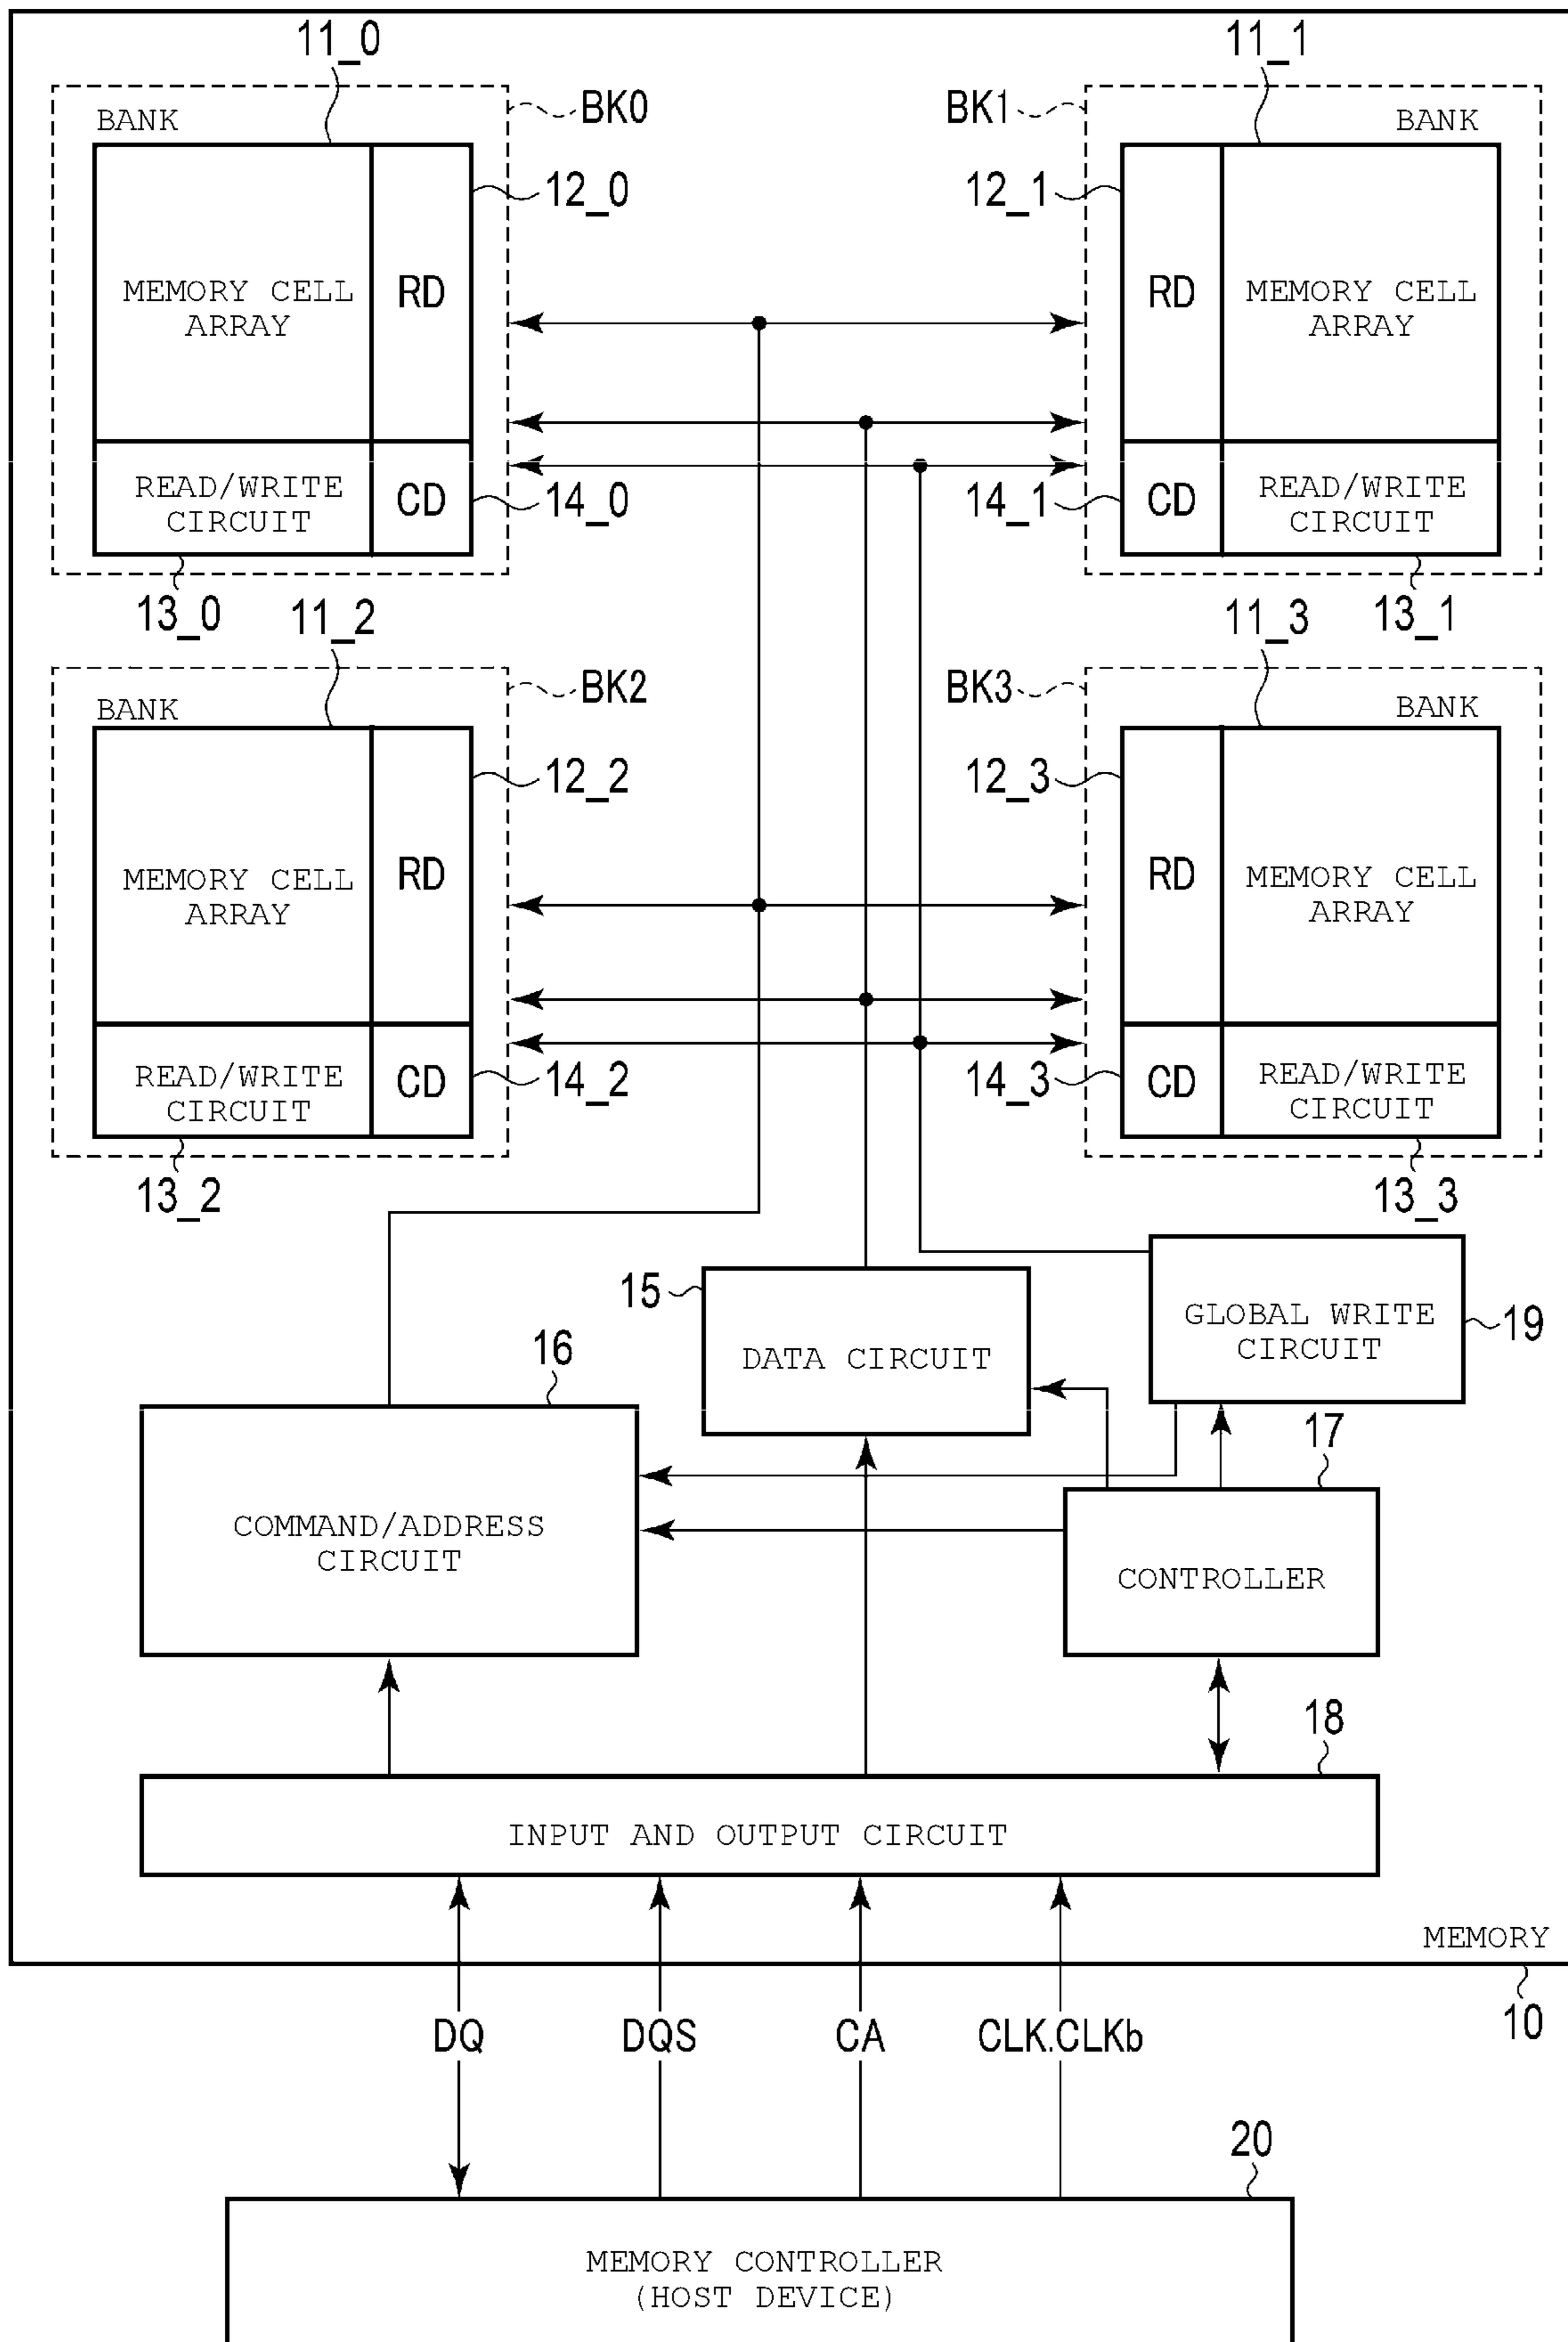 11_0
11_1
BANK
BK0
BK1
BANK
12_0
12_1
MEMORY CELL
ARRAY
RD
RD
MEMORY CELL
ARRAY
READ/WRITE
CIRCUIT
CD
14_0
14_1
CD
READ/WRITE
CIRCUIT
13_0
13_1
11_2
11_3
BANK
BK2
BK3
BANK
12_2
12_3
MEMORY CELL
ARRAY
RD
RD
MEMORY CELL
ARRAY
READ/WRITE
CIRCUIT
CD
14_2
14_3
CD
READ/WRITE
CIRCUIT
13_2
13_3
15
DATA CIRCUIT
GLOBAL WRITE
CIRCUIT
19
16
COMMAND/ADDRESS
CIRCUIT
17
CONTROLLER
18
INPUT AND OUTPUT CIRCUIT
MEMORY
10
DQ
DQS
CA
CLK.CLKb
20
MEMORY CONTROLLER
(HOST DEVICE)